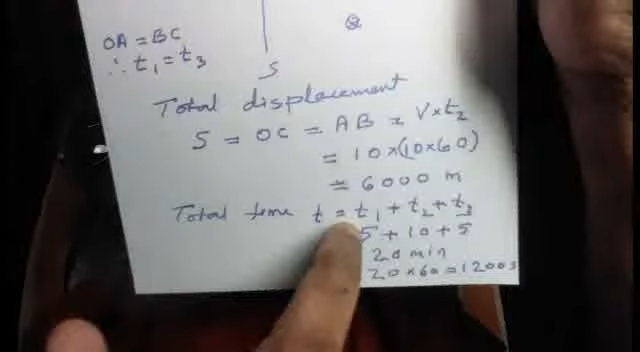 OA = BC
∴ t₁ = t₃
Q
S
Total displacement
S = OC = AB = V×t₂
= 10×(10×60)
= 6000 m
Total time t = t₁ + t₂ + t₃
5 + 10 + 5
20 min
20×60=1200s